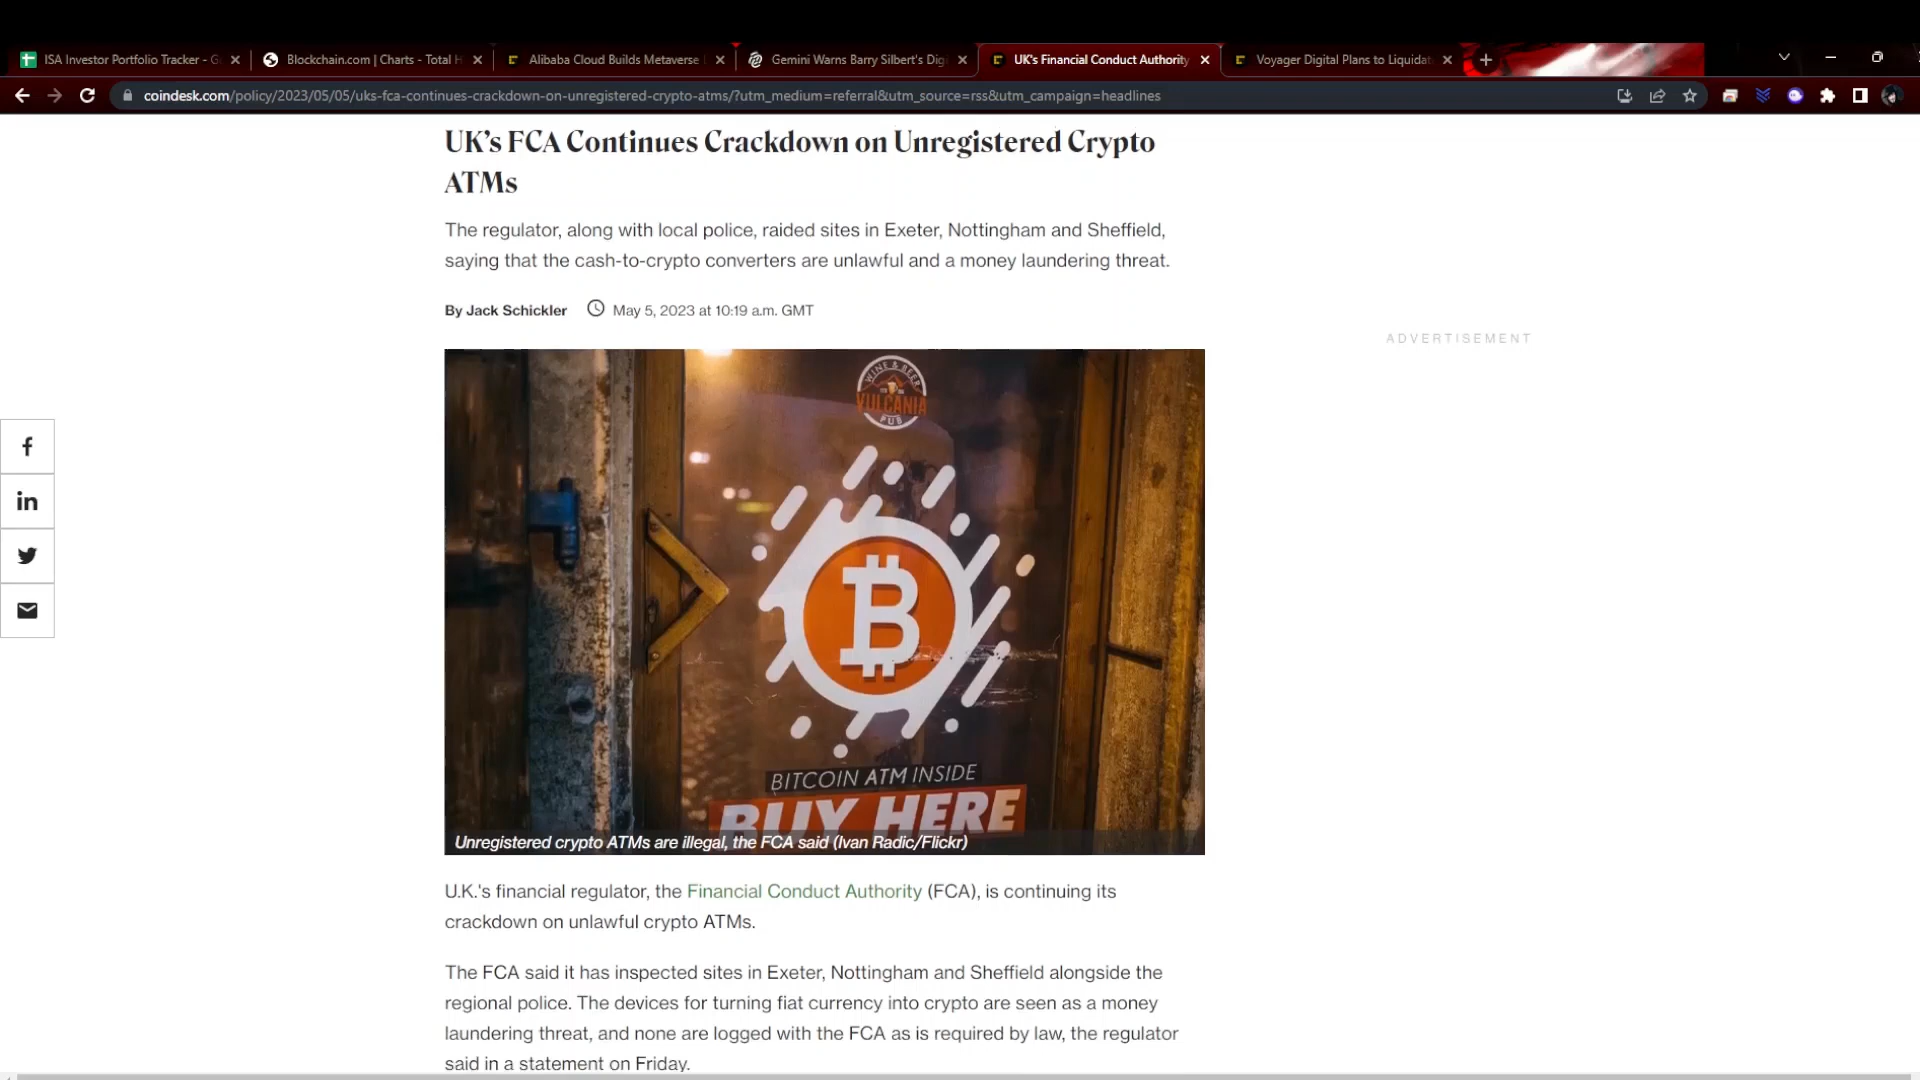 ISA Investor Portfolio Tracker - G
Blockchain.com | Charts - Total H
Alibaba Cloud Builds Metaverse
Gemini Warns Barry Silbert's Dig
UK's Financial Conduct Authority
Voyager Digital Plans to Liquidat
coindesk.com/policy/2023/05/05/uks-fca-continues-crackdown-on-unregistered-crypto-atms/?utm_medium=referral&utm_source=rss&utm_campaign=headlines
UK’s FCA Continues Crackdown on Unregistered Crypto
ATMs
The regulator, along with local police, raided sites in Exeter, Nottingham and Sheffield,
saying that the cash-to-crypto converters are unlawful and a money laundering threat.
By Jack Schickler May 5, 2023 at 10:19 a.m. GMT
ADVERTISEMENT
WINE & BEER
VULCANIA
PUB
BITCOIN ATM INSIDE
BUY HERE
Unregistered crypto ATMs are illegal, the FCA said (Ivan Radic/Flickr)
U.K.'s financial regulator, the Financial Conduct Authority (FCA), is continuing its
crackdown on unlawful crypto ATMs.
The FCA said it has inspected sites in Exeter, Nottingham and Sheffield alongside the
regional police. The devices for turning fiat currency into crypto are seen as a money
laundering threat, and none are logged with the FCA as is required by law, the regulator
said in a statement on Friday.